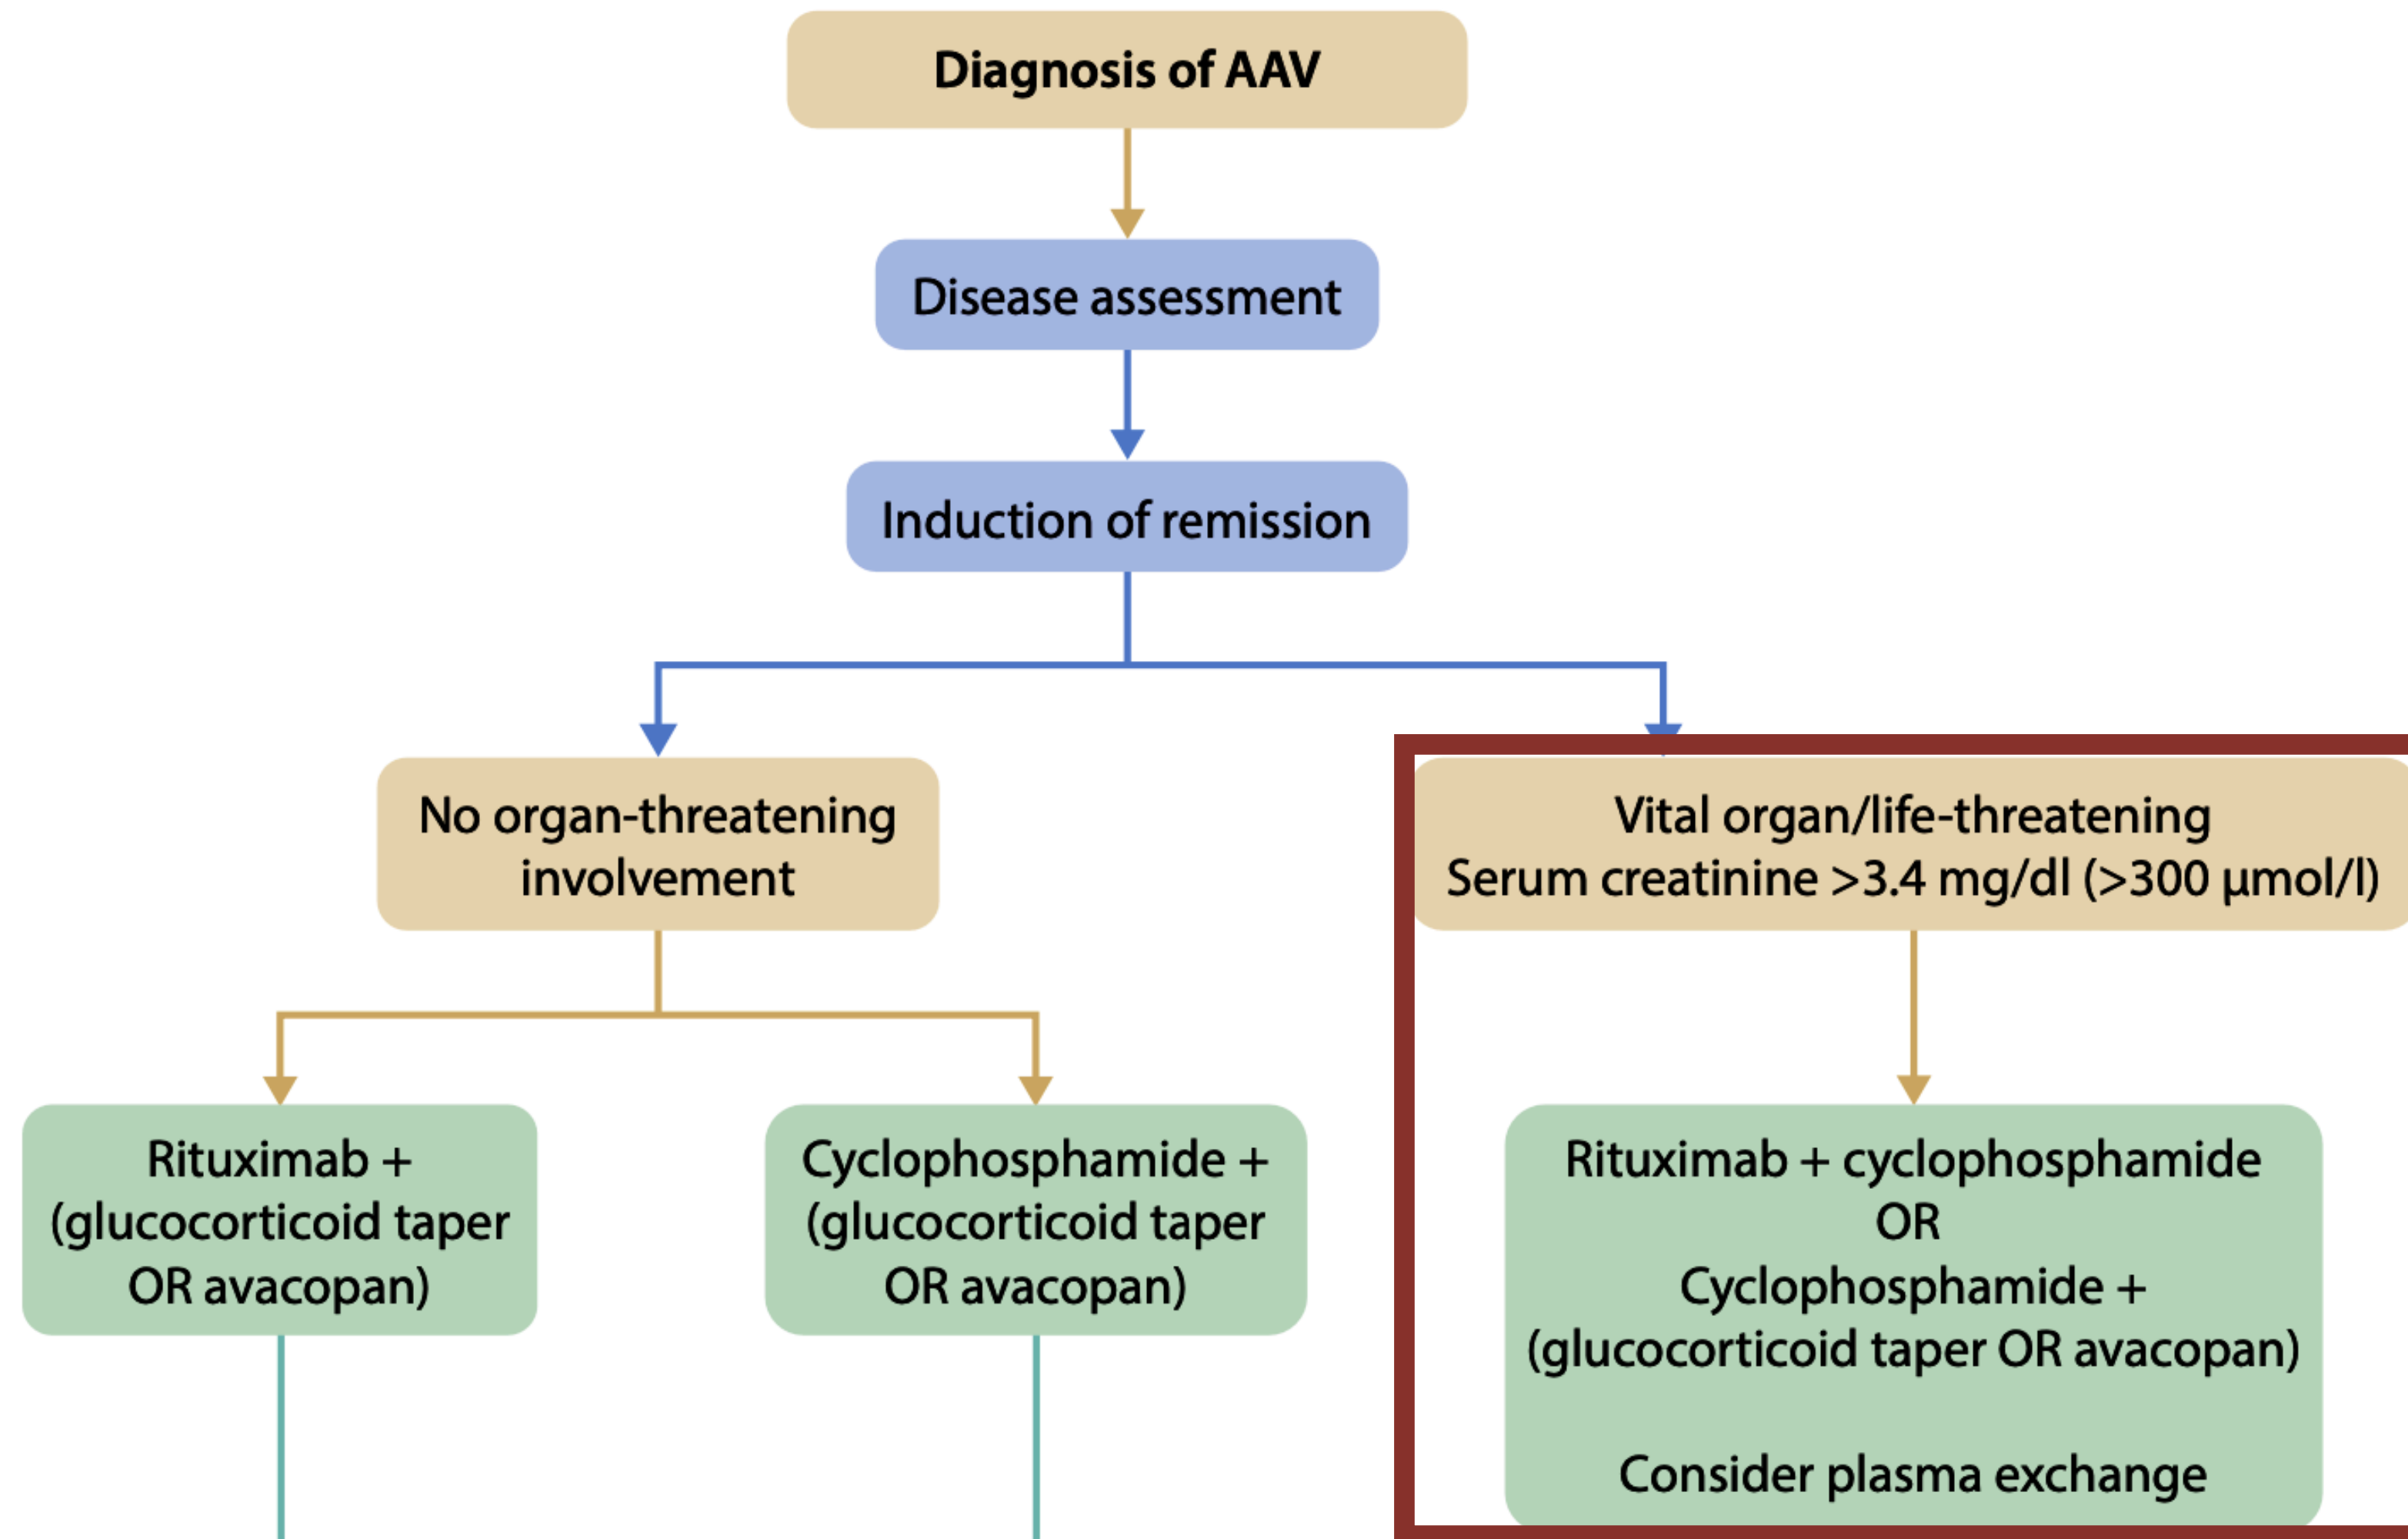 Diagnosis of AAV
Disease assessment
Induction of remission
No organ-threatening
involvement
Vital organ/life-threatening
Serum creatinine >3.4 mg/dl (>300 µmol/l)
Rituximab +
(glucocorticoid taper
OR avacopan)
Cyclophosphamide +
(glucocorticoid taper
OR avacopan)
Rituximab + cyclophosphamide
OR
Cyclophosphamide +
(glucocorticoid taper OR avacopan)
Consider plasma exchange